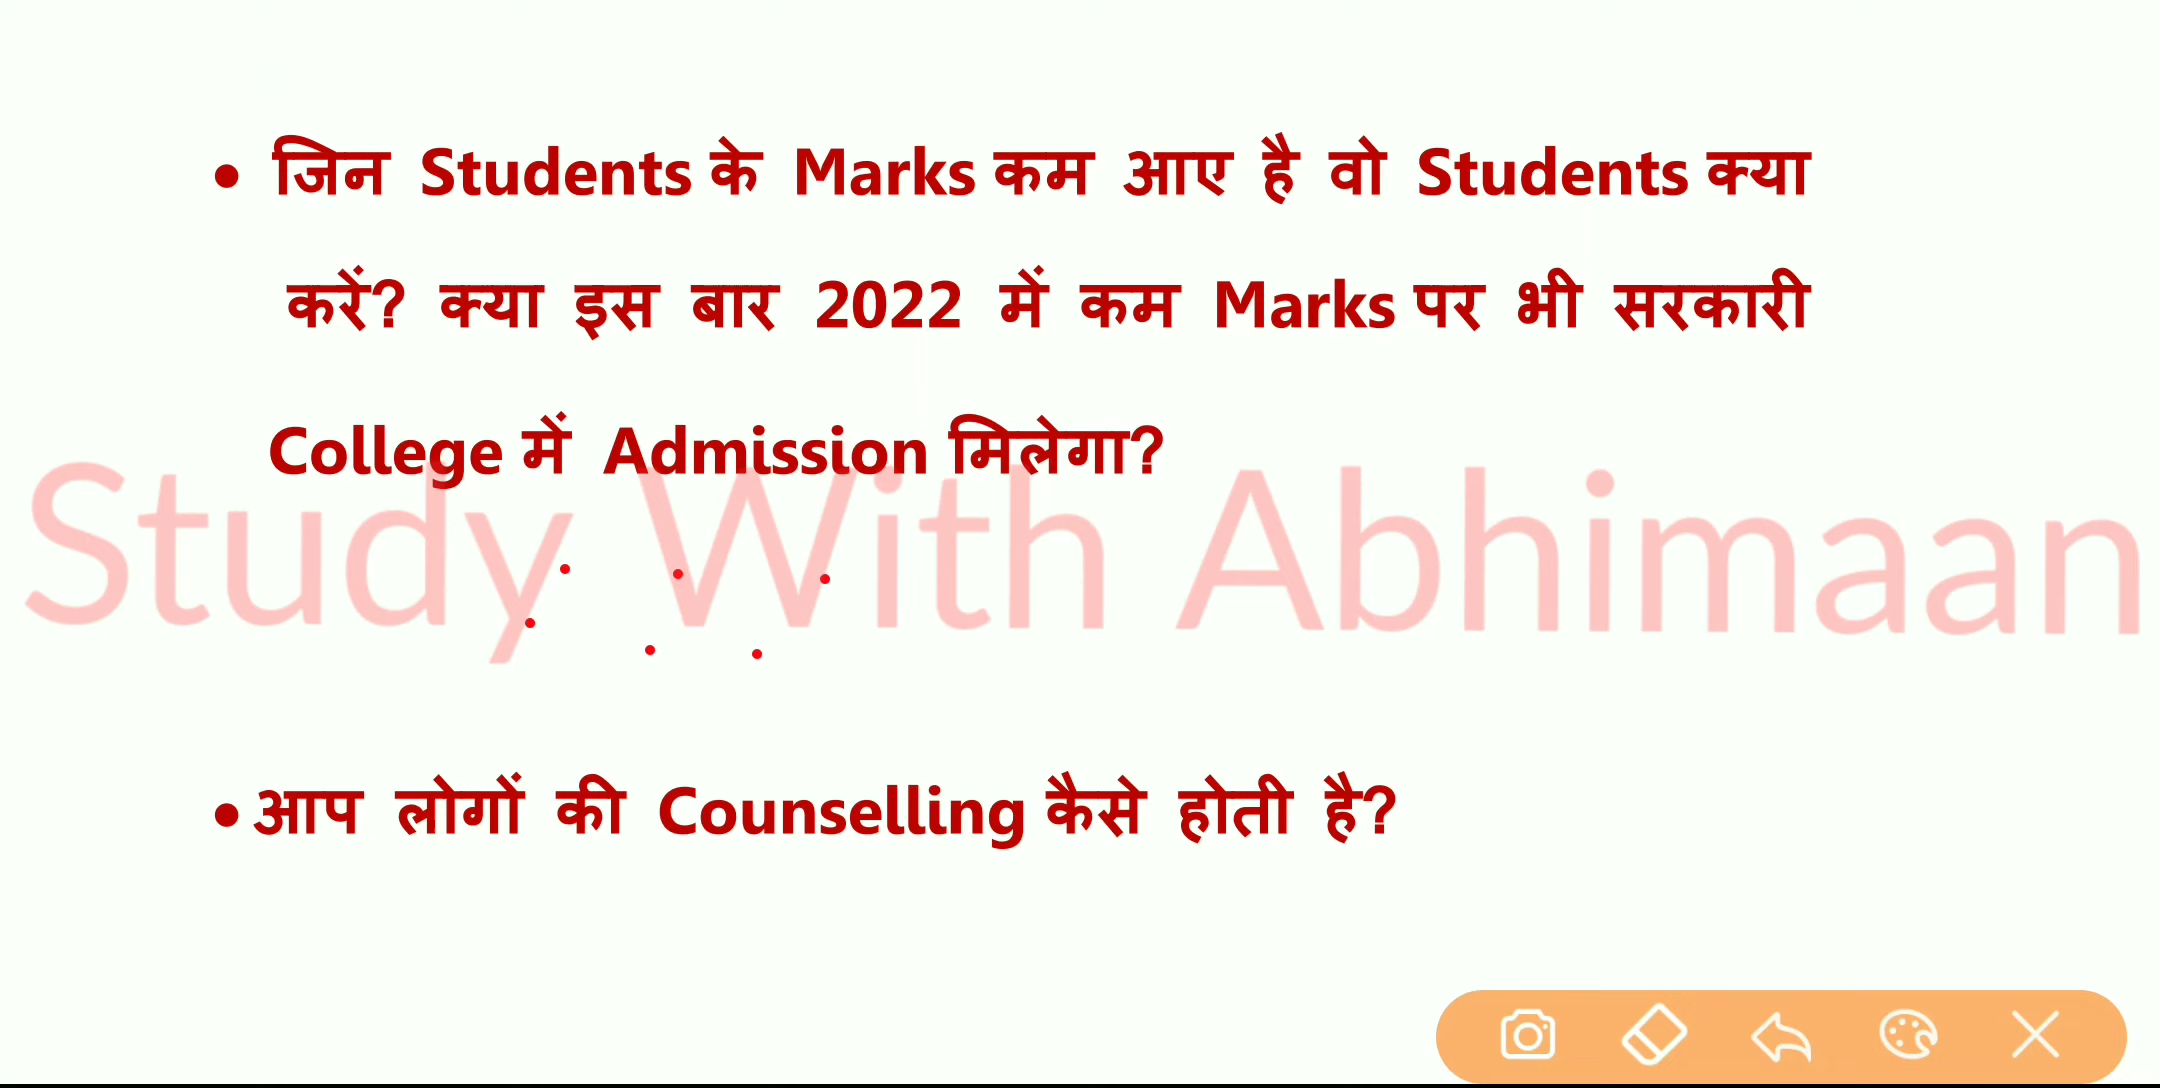 • जिन Students के Marks कम आए है वो Students क्या
करें? क्या इस बार 2022 में कम Marks पर भी सरकारी
College में Admission मिलेगा?
Study With Abhimaan
• आप लोगों की Counselling कैसे होती है?